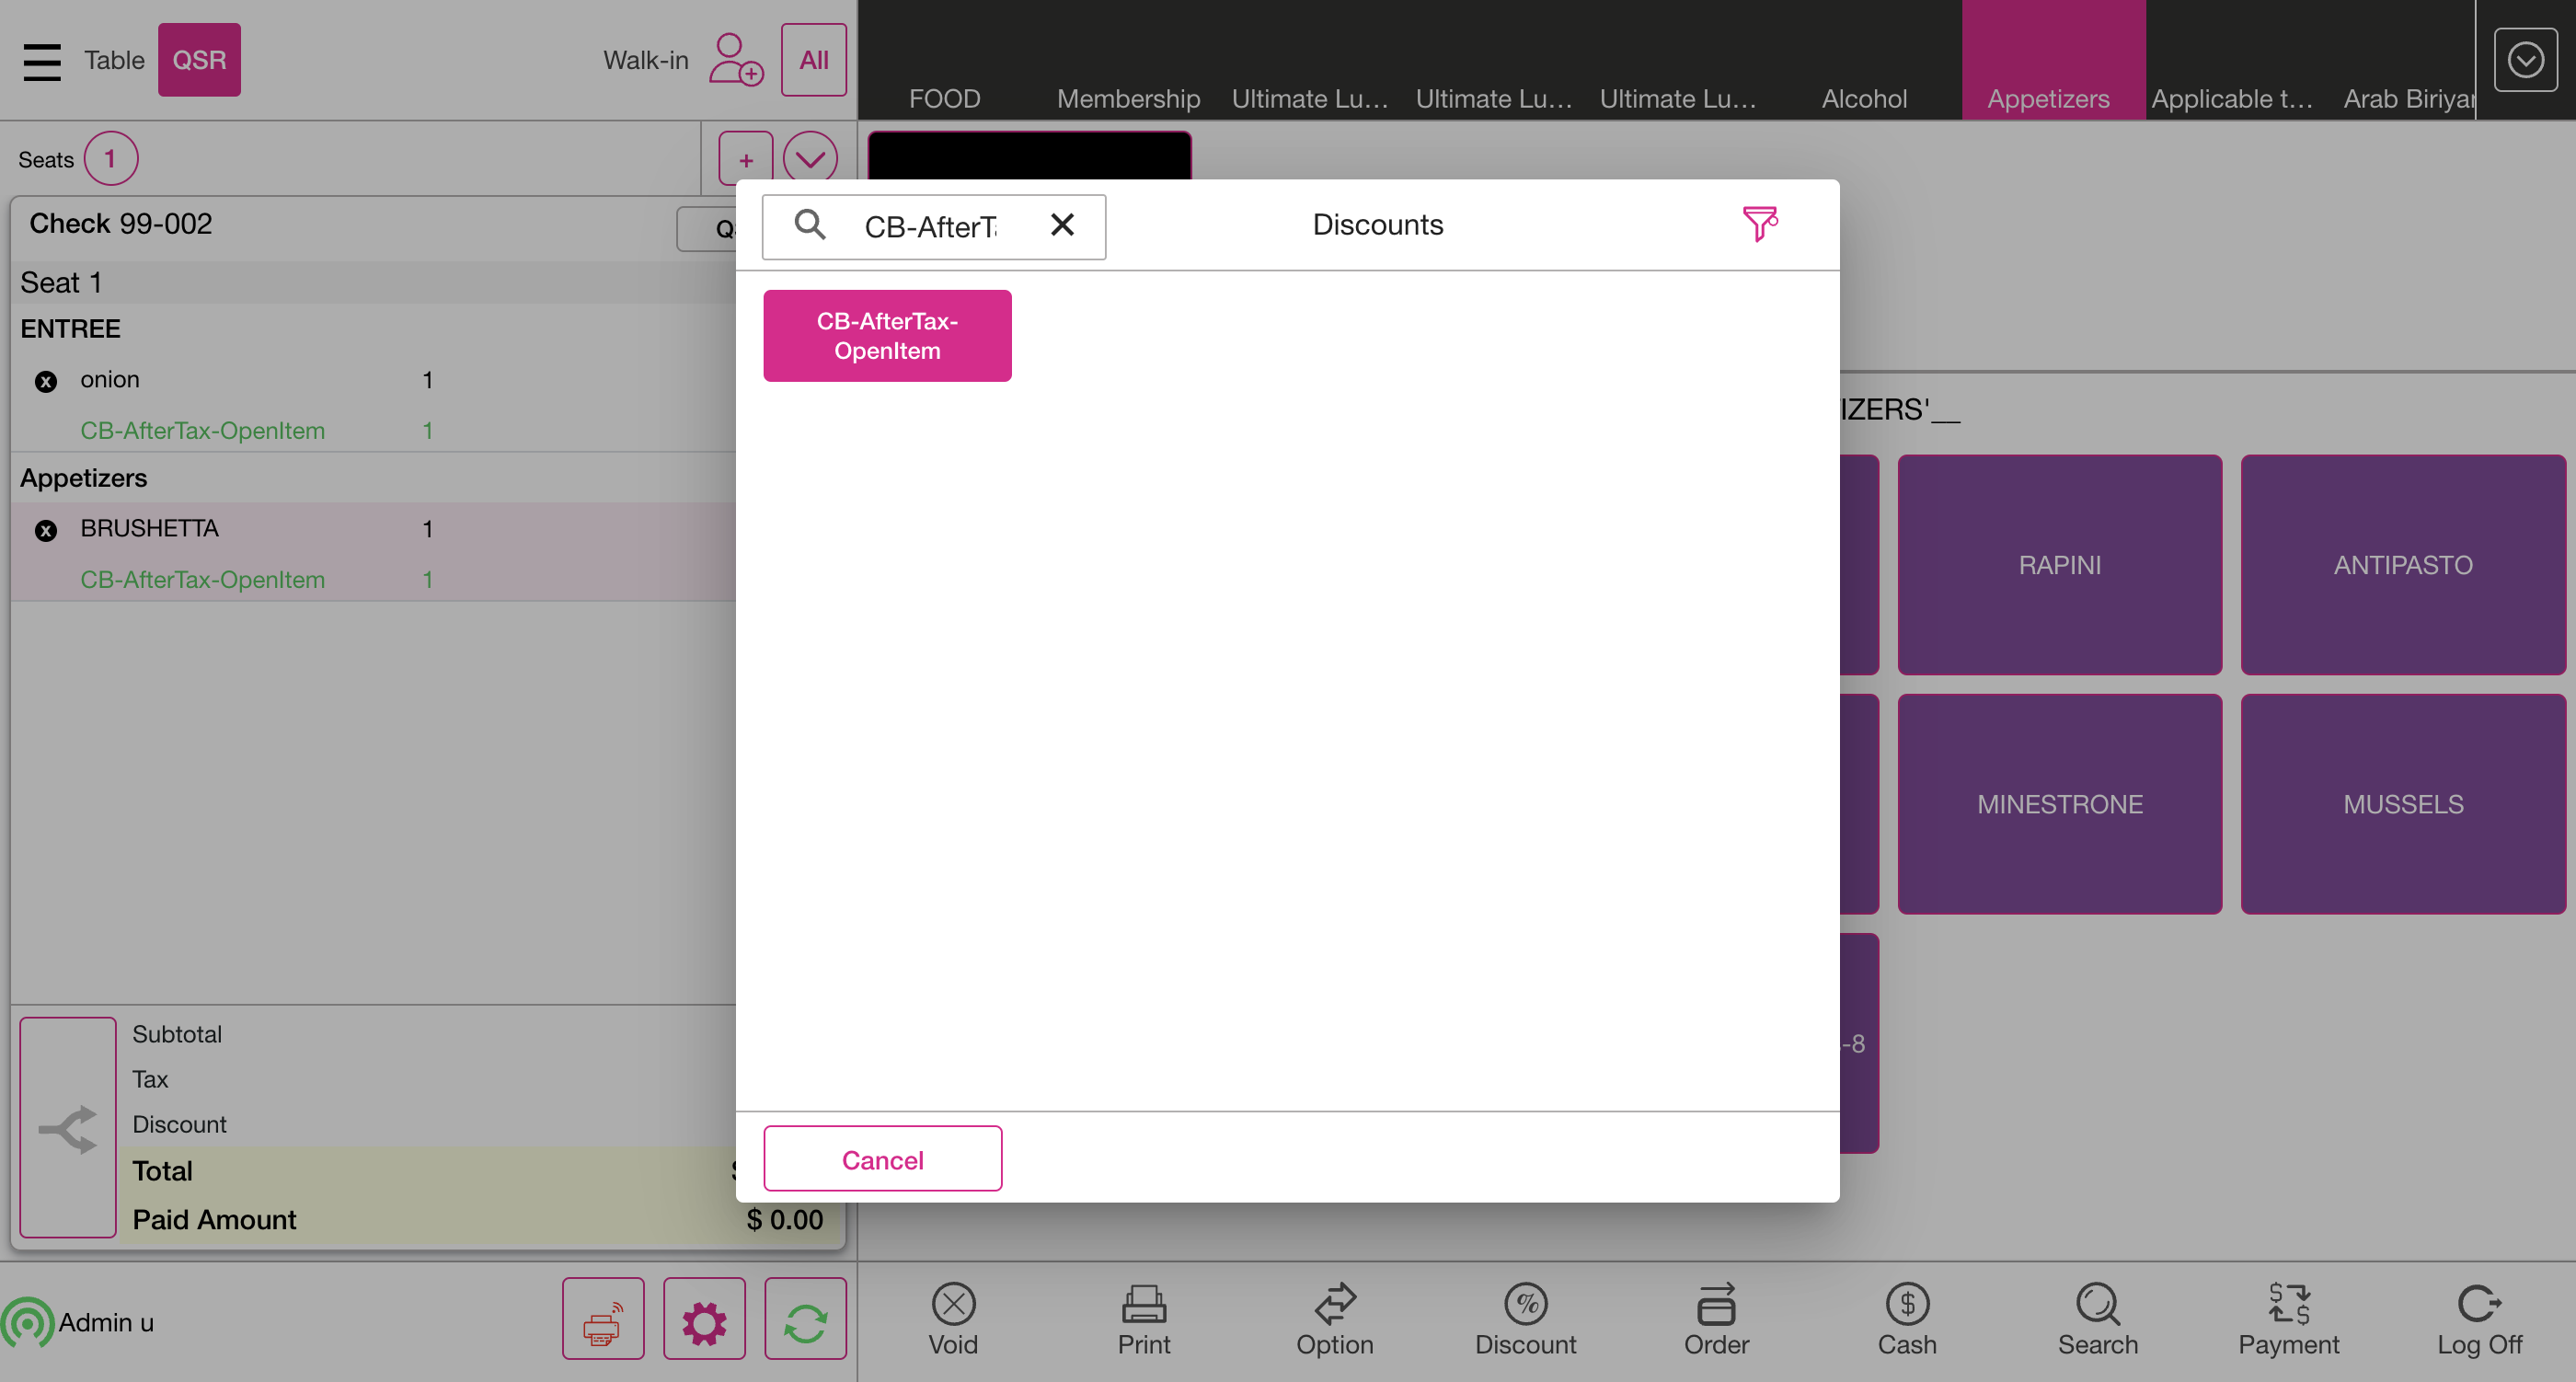 Table QSR Walk-in All
FOOD Membership Ultimate Lu... Ultimate Lu... Ultimate Lu... Alcohol Appetizers Applicable t... Arab Biriyar
Seats 1 +
Check 99-002
Seat 1
ENTREE
x onion 1
CB-AfterTax-OpenItem 1
Appetizers
x BRUSHETTA 1
CB-AfterTax-OpenItem 1
Subtotal
Tax
Discount
Total
Paid Amount $ 0.00
CB-AfterT
Discounts
CB-AfterTax-
OpenItem
Cancel
IZERS'__
RAPINI ANTIPASTO
MINESTRONE MUSSELS
-8
Admin u
Void Print Option Discount Order Cash Search Payment Log Off